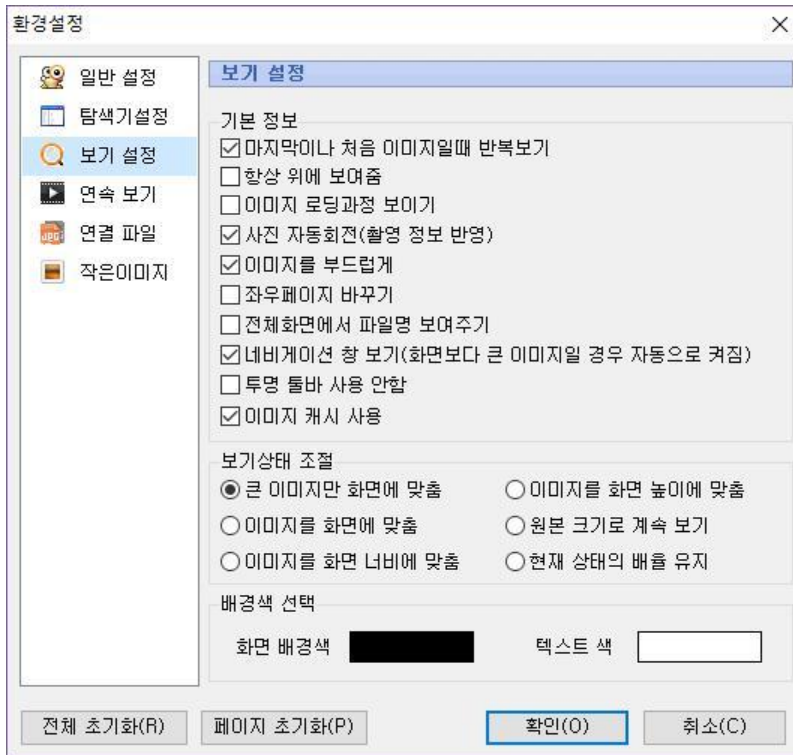 환경설정
일반 설정
탐색기설정
보기 설정
연속 보기
연결 파일
작은이미지
보기 설정
기본 정보
마지막이나 처음 이미지일때 반복보기
항상 위에 보여줌
이미지 로딩과정 보이기
사진 자동회전(촬영 정보 반영)
이미지를 부드럽게
좌우페이지 바꾸기
전체화면에서 파일명 보여주기
네비게이션 창 보기(화면보다 큰 이미지일 경우 자동으로 켜짐)
투명 툴바 사용 안함
이미지 캐시 사용
보기상태 조절
큰 이미지만 화면에 맞춤
이미지를 화면 높이에 맞춤
이미지를 화면에 맞춤
원본 크기로 계속 보기
이미지를 화면 너비에 맞춤
현재 상태의 배율 유지
배경색 선택
화면 배경색
텍스트 색
전체 초기화(R)
페이지 초기화(P)
확인(O)
취소(C)